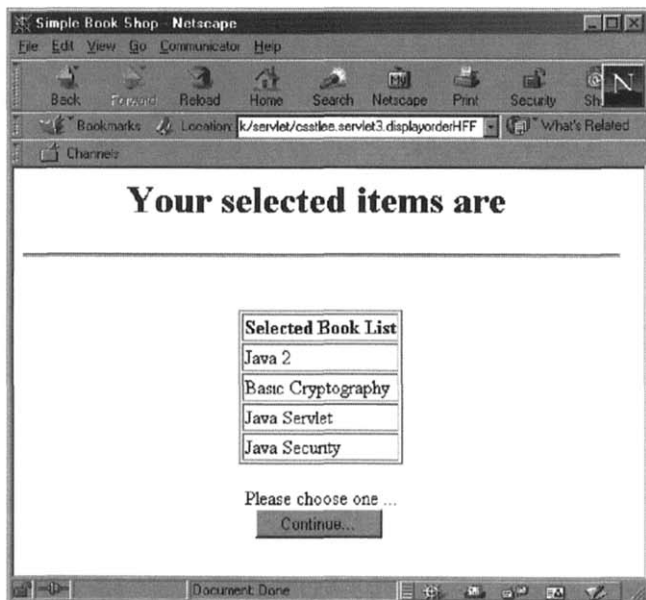 Simple Book Shop - Netscape
File Edit View Go Communicator Help
Back Forward Reload Home Search Netscape Print Security Sh
My
N
Bookmarks Location: k/servlet/csstlee.servlet3.displayorderHFF What's Related
Channels
Your selected items are
Selected Book List
Java 2
Basic Cryptography
Java Servlet
Java Security
Please choose one ...
Continue...
Document: Done